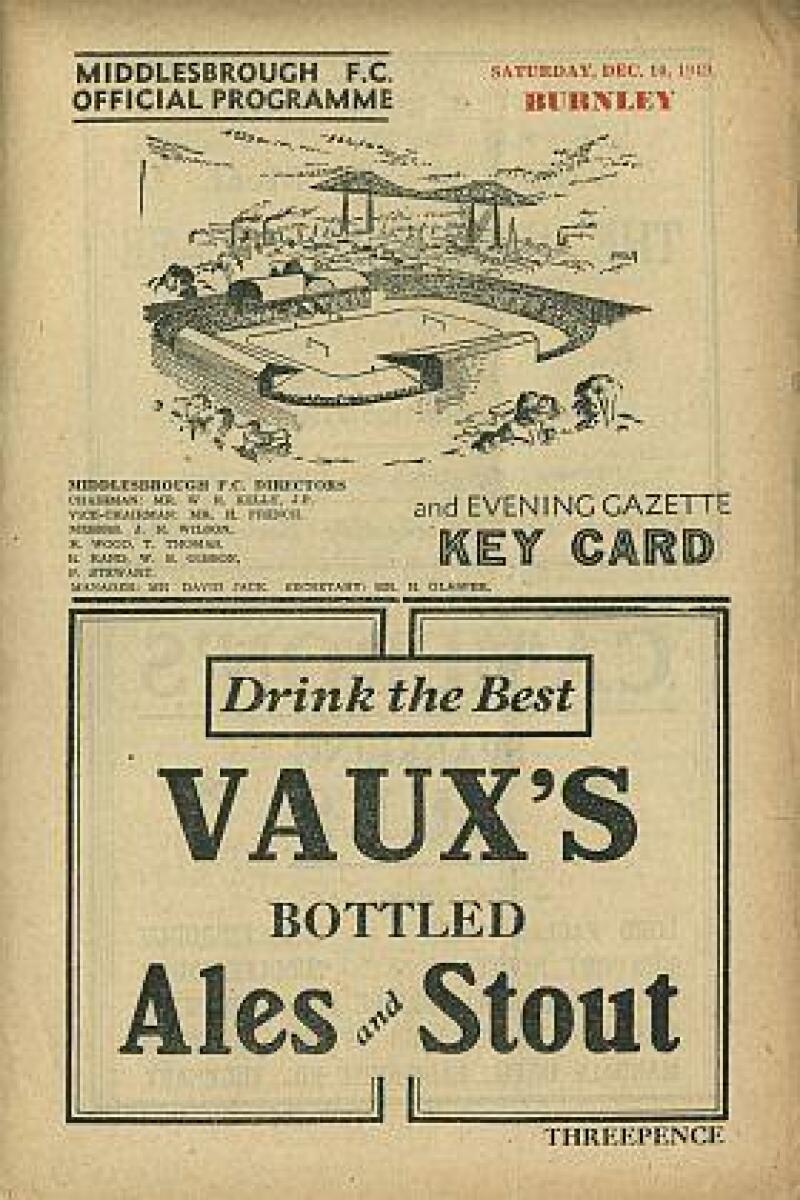 MIDDLESBROUGH F.C.
OFFICIAL PROGRAMME
SATURDAY, DEC. 10, 1949
BURNLEY
MIDDLESBROUGH F.C. DIRECTORS
CHAIRMAN: MR. W. R. KELLY, J.P.
VICE-CHAIRMAN: MR. H. FRENCH.
MESSRS. J. M. WILSON,
R. WOOD, T. THOMAS,
R. RAND, W. H. GIBSON,
P. STEWART.
MANAGER: MR. DAVID JACK. SECRETARY: MR. H. GLASPER.
and EVENING GAZETTE
KEY CARD
Drink the Best
VAUX'S
BOTTLED
Ales and Stout
THREEPENCE